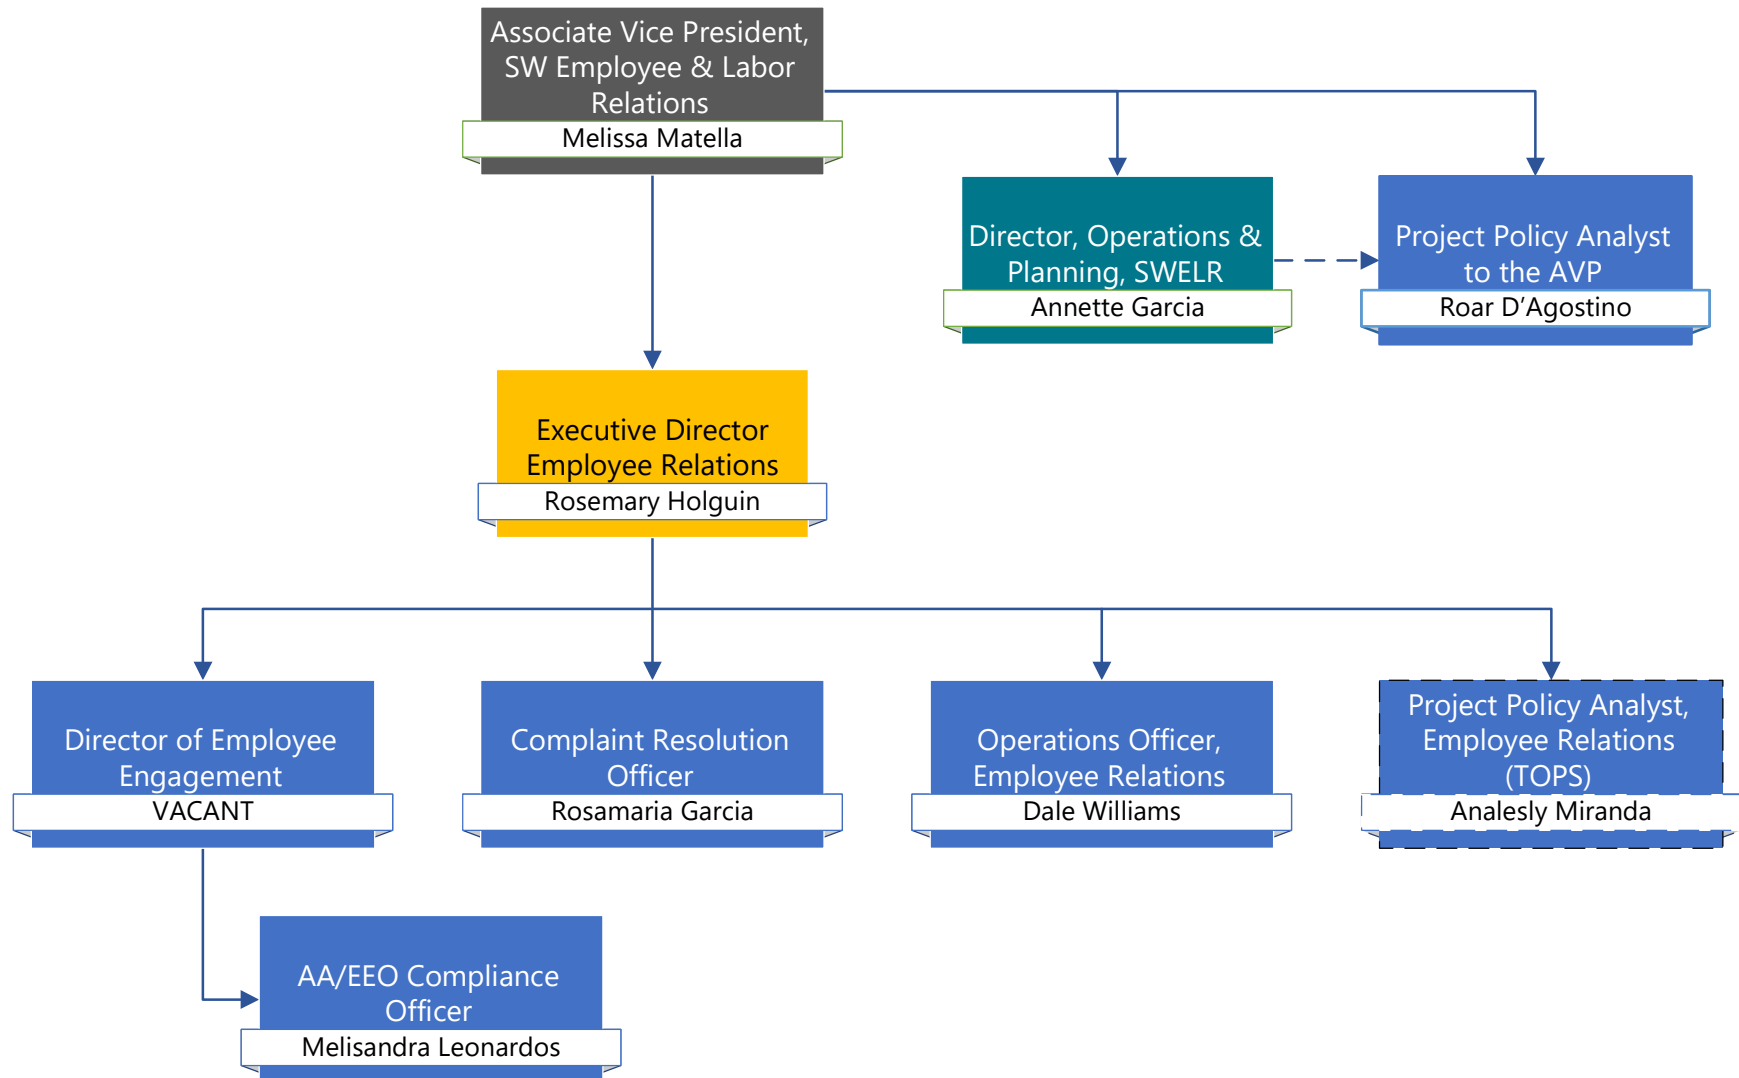 Associate Vice President,
SW Employee & Labor
Relations
Melissa Matella
Director, Operations &
Planning, SWELR
Annette Garcia
Project Policy Analyst
to the AVP
Roar D’Agostino
Executive Director
Employee Relations
Rosemary Holguin
Director of Employee
Engagement
VACANT
Complaint Resolution
Officer
Rosamaria Garcia
Operations Officer,
Employee Relations
Dale Williams
Project Policy Analyst,
Employee Relations
(TOPS)
Analesly Miranda
AA/EEO Compliance
Officer
Melisandra Leonardos